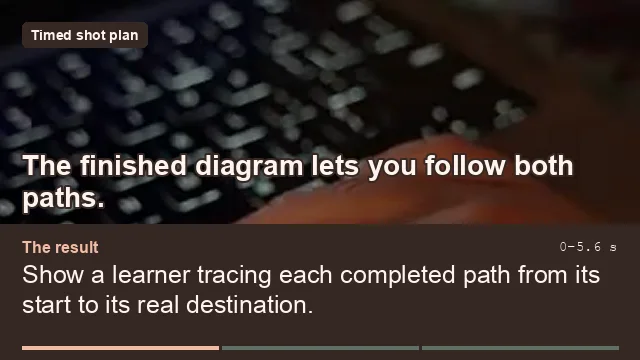 Timed shot plan
The finished diagram lets you follow both
paths.
The result
0–5.6 s
Show a learner tracing each completed path from its
start to its real destination.